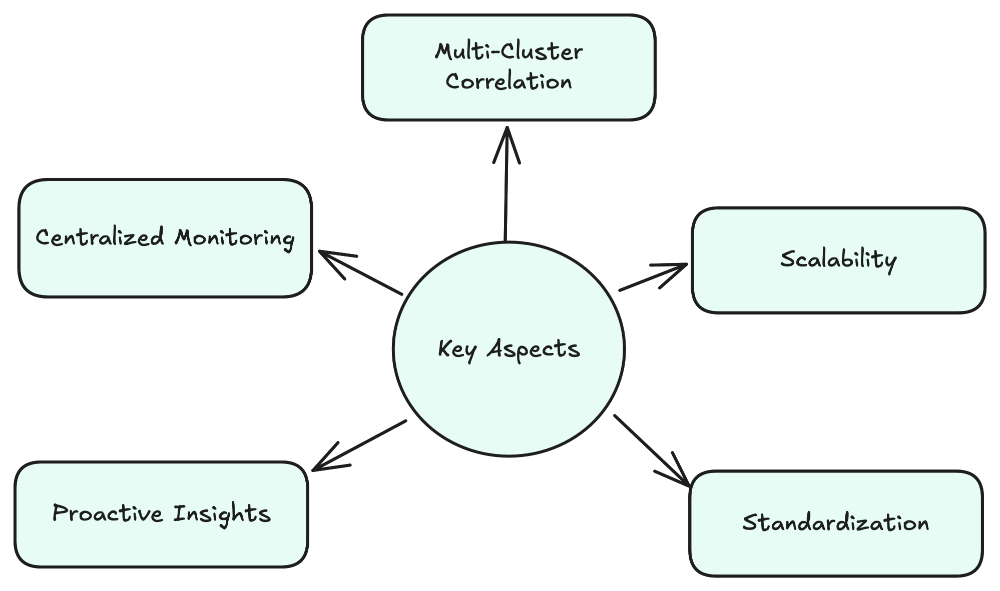 Multi-Cluster
Correlation
Centralized Monitoring
Scalability
Key Aspects
Proactive Insights
Standardization